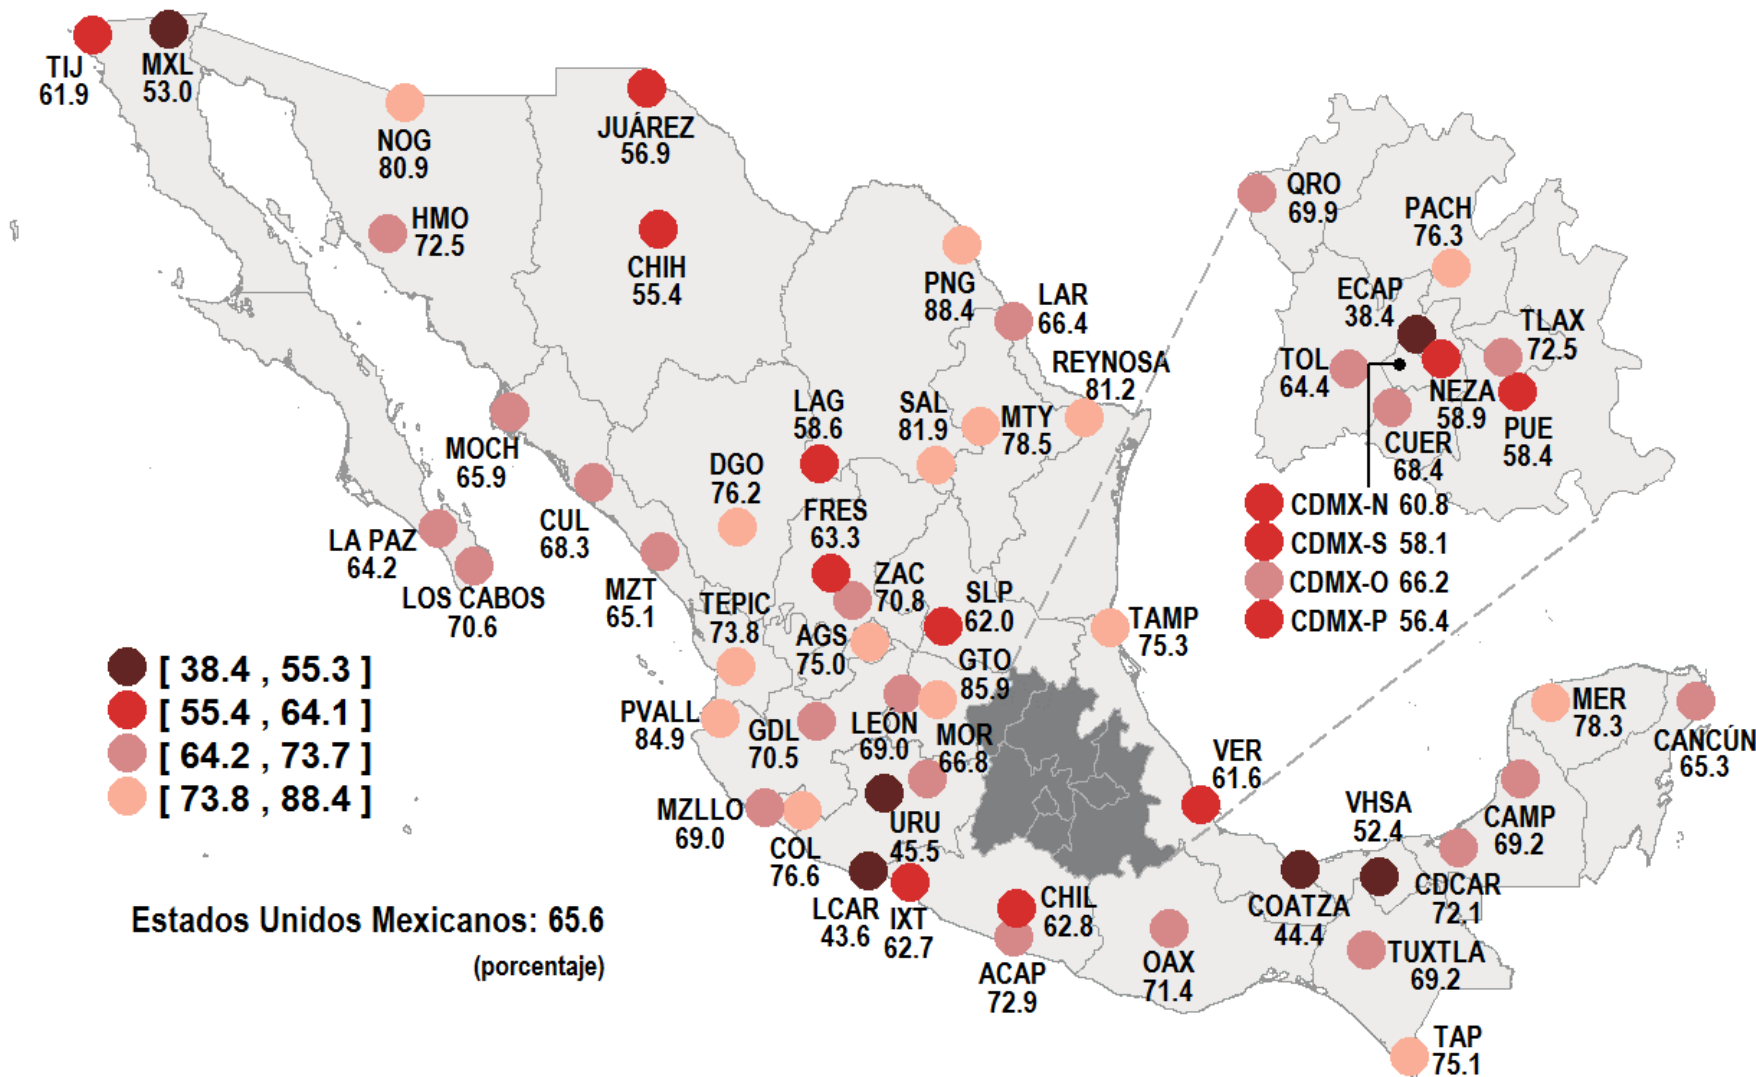 TIJ
61.9
MXL
53.0
NOG
80.9
HMO
72.5
JUÁREZ
56.9
CHIH
55.4
PNG
88.4
LAR
66.4
REYNOSA
81.2
LAG
58.6
SAL
81.9
MTY
78.5
MOCH
65.9
DGO
76.2
FRES
63.3
CUL
68.3
LA PAZ
64.2
LOS CABOS
70.6
MZT
65.1
TEPIC
73.8
ZAC
70.8
SLP
62.0
AGS
75.0
GTO
85.9
TAMP
75.3
PVALL
84.9
GDL
70.5
LEÓN
69.0
MOR
66.8
MZLLO
69.0
COL
76.6
URU
45.5
LCAR
43.6
IXT
62.7
CHIL
62.8
ACAP
72.9
OAX
71.4
VER
61.6
COATZA
44.4
VHSA
52.4
CDCAR
72.1
CAMP
69.2
MER
78.3
CANCÚN
65.3
TUXTLA
69.2
TAP
75.1
QRO
69.9
PACH
76.3
ECAP
38.4
TLAX
72.5
TOL
64.4
NEZA
58.9
CUER
68.4
PUE
58.4
CDMX-N 60.8
CDMX-S 58.1
CDMX-O 66.2
CDMX-P 56.4
[ 38.4 , 55.3 ]
[ 55.4 , 64.1 ]
[ 64.2 , 73.7 ]
[ 73.8 , 88.4 ]
Estados Unidos Mexicanos: 65.6
(porcentaje)